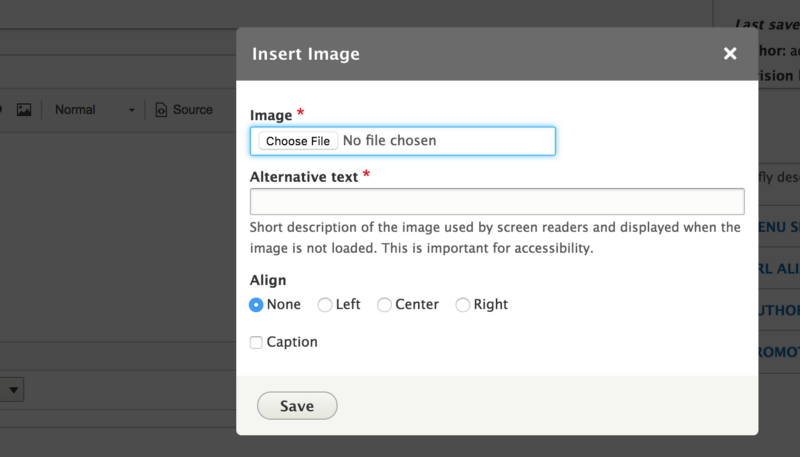 Last save
Insert Image
hor: a
ision
Normal
Source
Image *
Choose File No file chosen
Alternative text *
fly des
Short description of the image used by screen readers and displayed when the
image is not loaded. This is important for accessibility.
ENU S
RL ALI
Align
None Left Center Right
UTHOR
Caption
ROMOT
Save